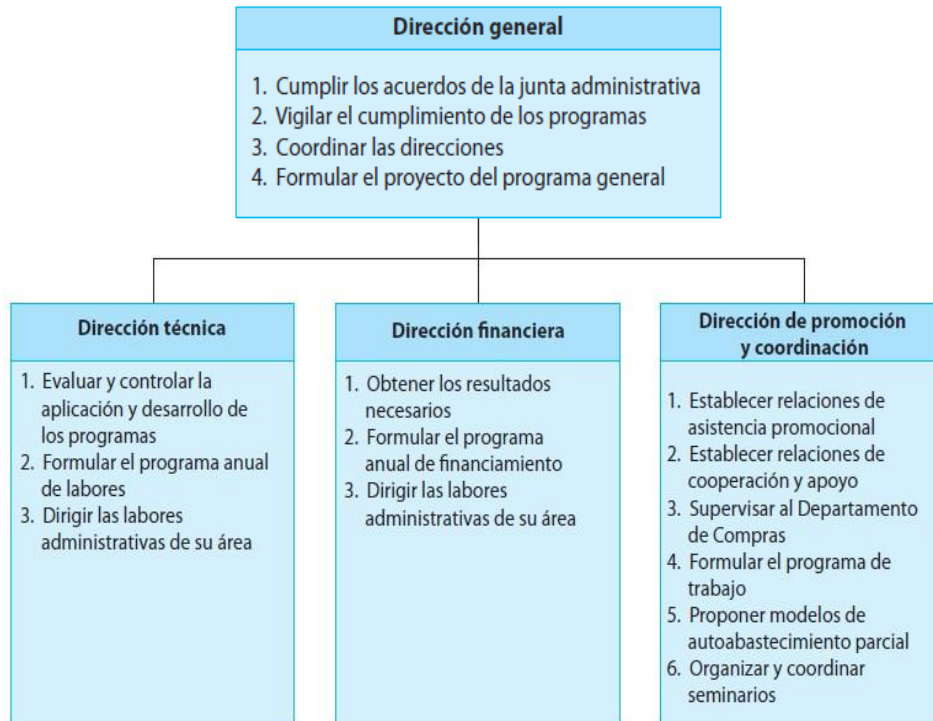 Dirección general
1. Cumplir los acuerdos de la junta administrativa
2. Vigilar el cumplimiento de los programas
3. Coordinar las direcciones
4. Formular el proyecto del programa general
Dirección técnica
1. Evaluar y controlar la
aplicación y desarrollo de
los programas
2. Formular el programa anual
de labores
3. Dirigir las labores
administrativas de su área
Dirección financiera
1. Obtener los resultados
necesarios
2. Formular el programa
anual de financiamiento
3. Dirigir las labores
administrativas de su área
Dirección de promoción
y coordinación
1. Establecer relaciones de
asistencia promocional
2. Establecer relaciones de
cooperación y apoyo
3. Supervisar al Departamento
de Compras
4. Formular el programa de
trabajo
5. Proponer modelos de
autoabastecimiento parcial
6. Organizar y coordinar
seminarios